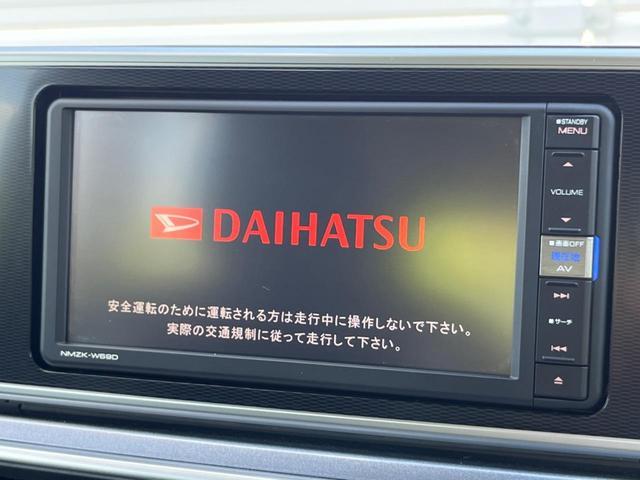 STANDBY
MENU
VOLUME
DAIHATSU
画面OFF
現在地
AV
安全運転のために運転される方は走行中に操作しないで下さい。
実際の交通規制に従って走行して下さい。
サーチ
NMZK-W69D